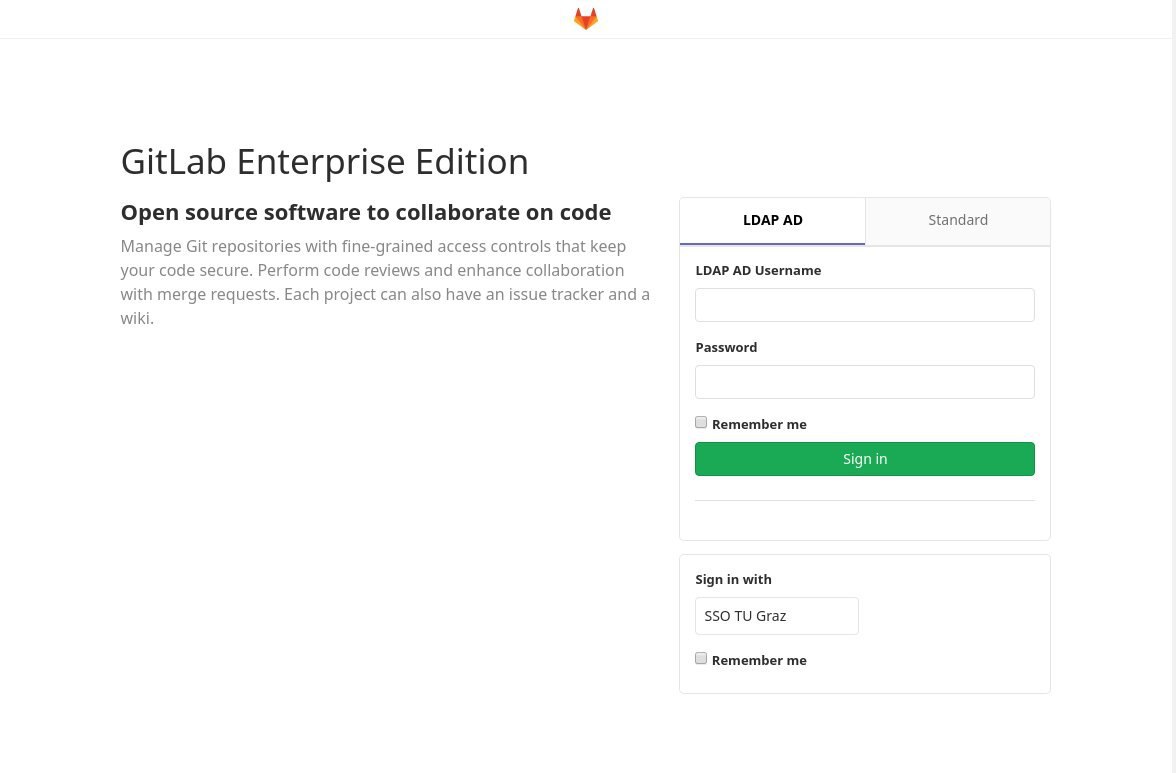 GitLab Enterprise Edition
Open source software to collaborate on code
Manage Git repositories with fine-grained access controls that keep
your code secure. Perform code reviews and enhance collaboration
with merge requests. Each project can also have an issue tracker and a
wiki.
LDAP AD
Standard
LDAP AD Username
Password
Remember me
Sign in
Sign in with
SSO TU Graz
Remember me